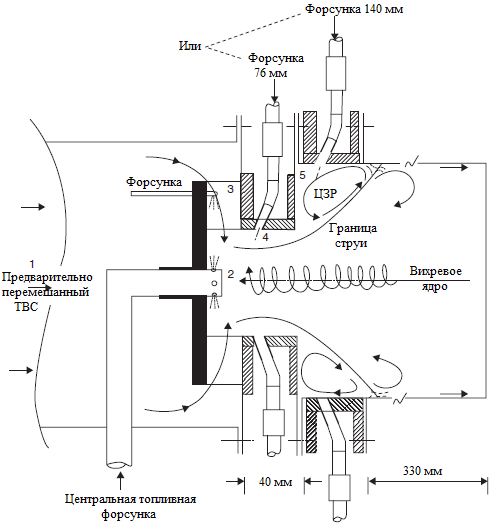 Форсунка 140 мм
Или
Форсунка
76 мм
Форсунка
3
5
ЦЗР
4
Граница
струи
1
Предварительно
перемешанный
ТВС
2
Вихревое
ядро
40 мм
330 мм
Центральная топливная
форсунка